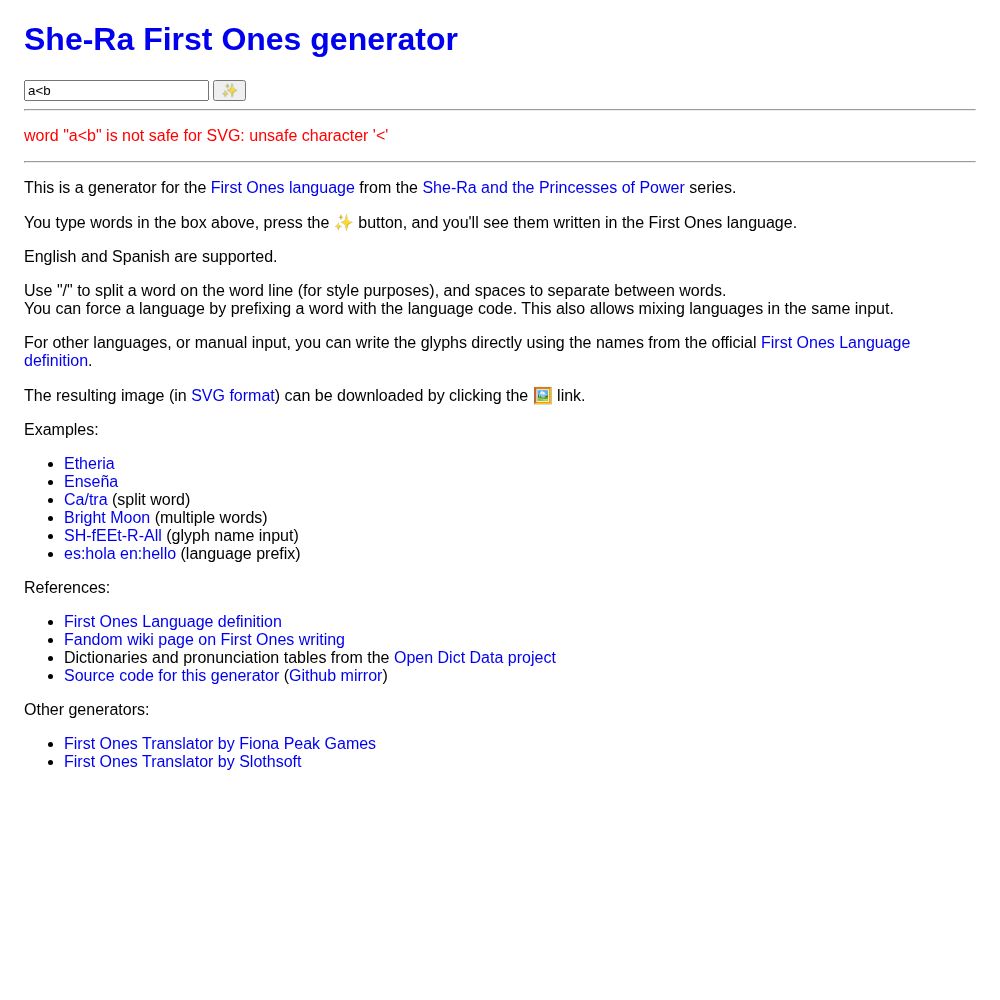 She-Ra First Ones generator
a<b ✨
word "a<b" is not safe for SVG: unsafe character '<'
This is a generator for the First Ones language from the She-Ra and the Princesses of Power series.
You type words in the box above, press the ✨ button, and you'll see them written in the First Ones language.
English and Spanish are supported.
Use "/" to split a word on the word line (for style purposes), and spaces to separate between words.
You can force a language by prefixing a word with the language code. This also allows mixing languages in the same input.
For other languages, or manual input, you can write the glyphs directly using the names from the official First Ones Language
definition.
The resulting image (in SVG format) can be downloaded by clicking the 🖼️ link.
Examples:
• Etheria
• Enseña
• Ca/tra (split word)
• Bright Moon (multiple words)
• SH-fEEt-R-All (glyph name input)
• es:hola en:hello (language prefix)
References:
• First Ones Language definition
• Fandom wiki page on First Ones writing
• Dictionaries and pronunciation tables from the Open Dict Data project
• Source code for this generator (Github mirror)
Other generators:
• First Ones Translator by Fiona Peak Games
• First Ones Translator by Slothsoft